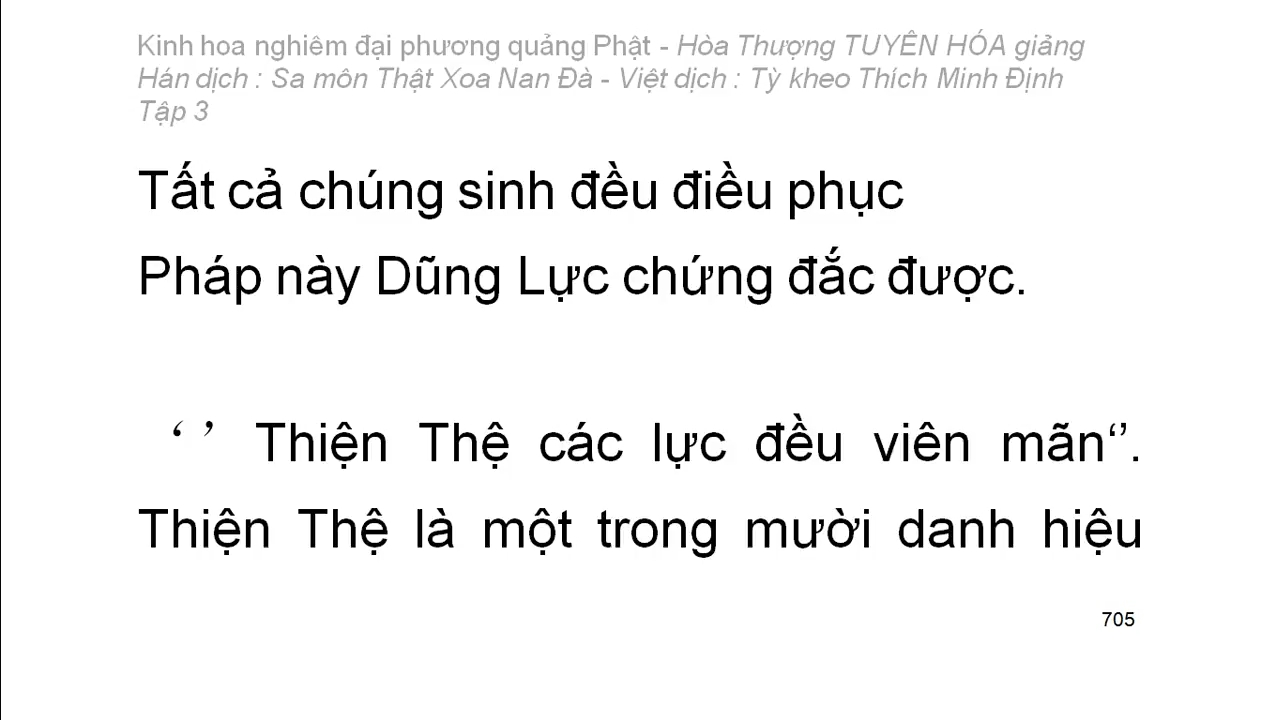 Kinh hoa nghiêm đại phương quảng Phật - Hòa Thượng TUYÊN HÓA giảng
Hán dịch : Sa môn Thật Xoa Nan Đà - Việt dịch : Tỳ kheo Thích Minh Định
Tập 3
Tất cả chúng sinh đều điều phục
Pháp này Dũng Lực chứng đắc được.
‘ ’ Thiện Thệ các lực đều viên mãn‘’.
Thiện Thệ là một trong mười danh hiệu
705